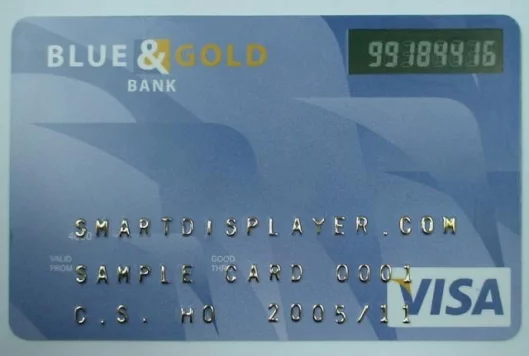 BLUE & GOLD
BANK
99184416
SMARTDISPLAYER.COM
VALID
FROM
GOOD
THRU
SAMPLE CARD 0001
VISA
C.S. HO 2005/11